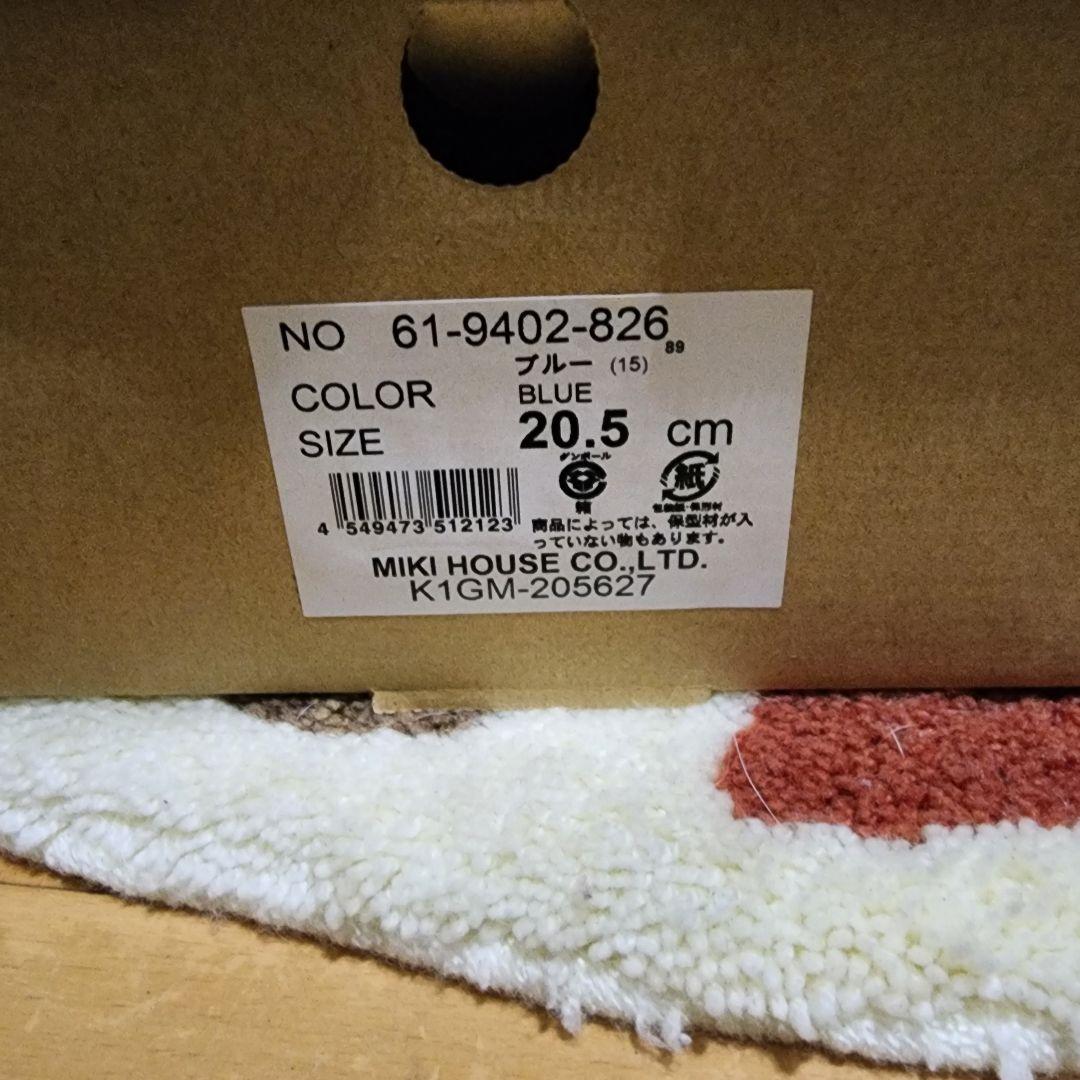 NO 61-9402-826 89
ブルー (15)
COLOR BLUE
SIZE 20.5 cm
ダンボール
紙
箱
4 549473 512123
商品によっては、保型材が入
っていない物もあります。
MIKI HOUSE CO.,LTD.
K1GM-205627